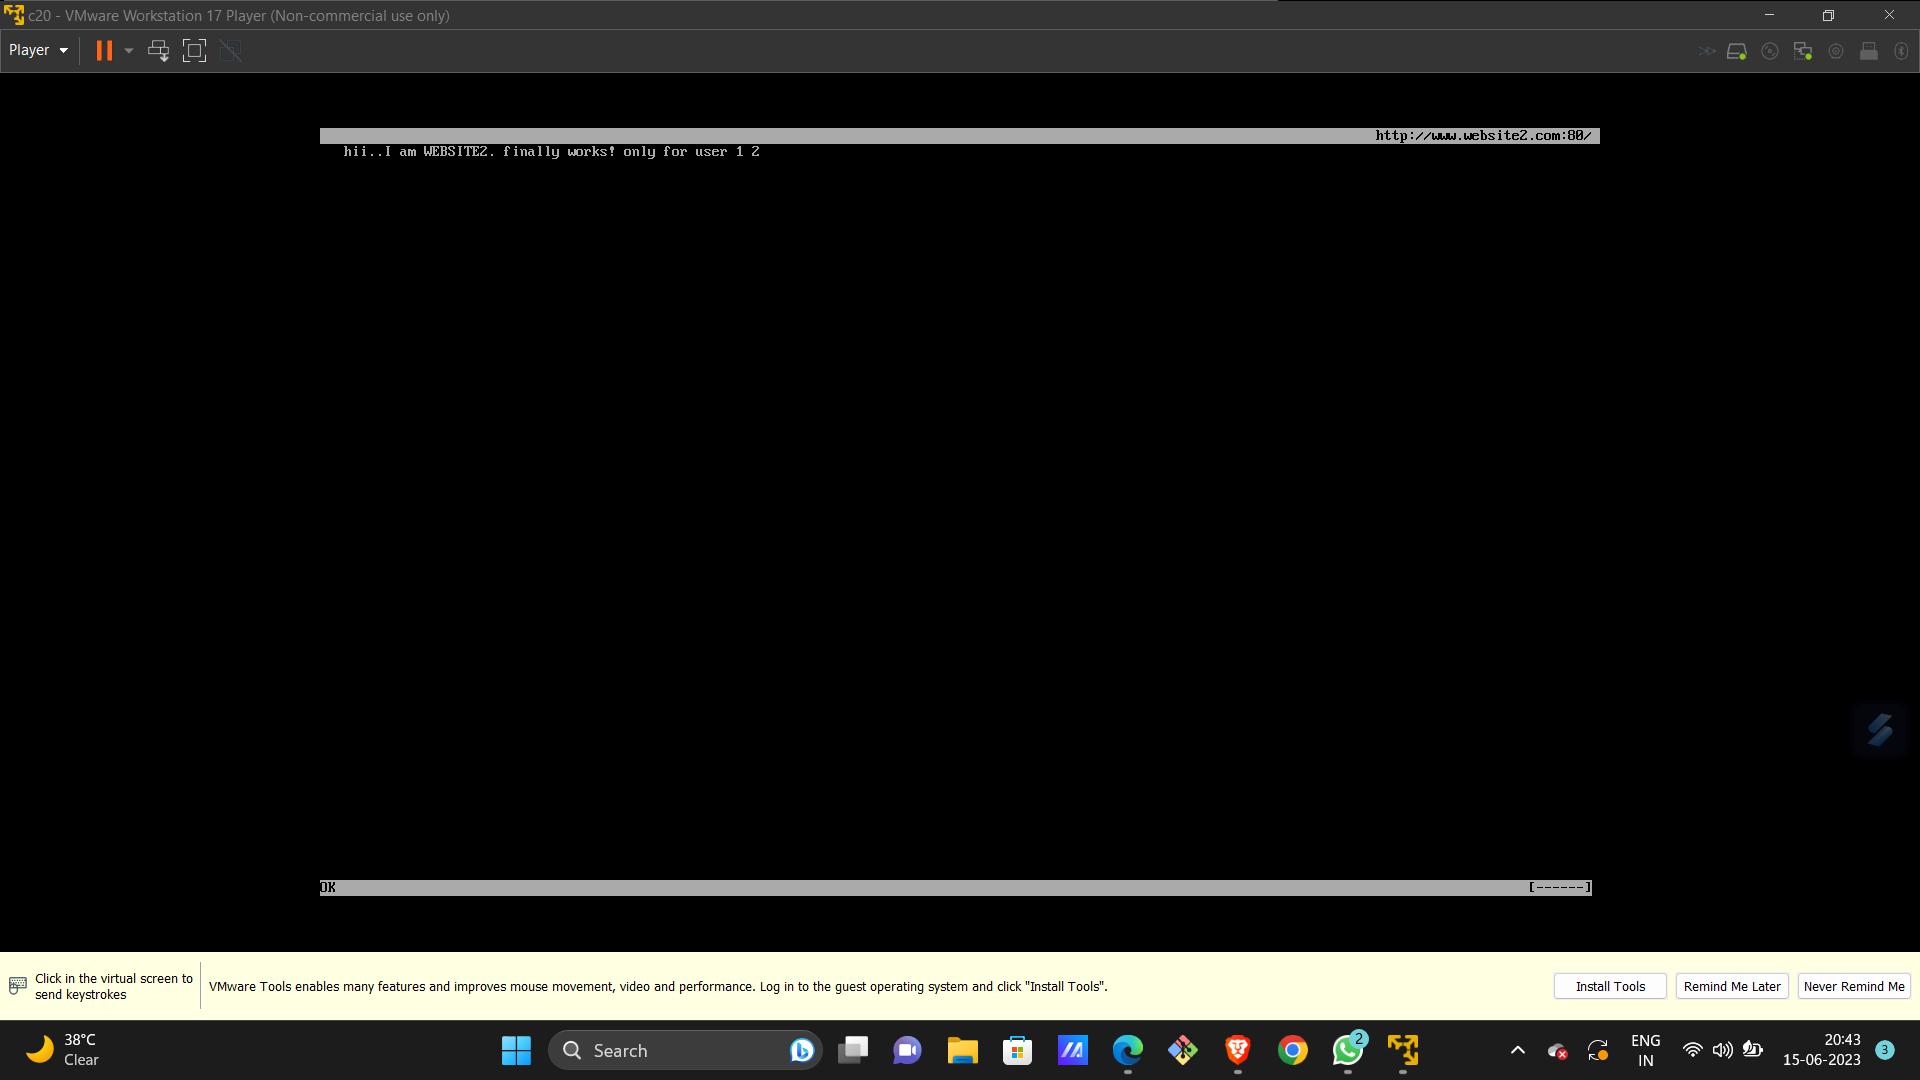 c20 - VMware Workstation 17 Player (Non-commercial use only)
Player
http://www.website2.com:80/
hii..I am WEBSITE2. finally works! only for user 1 2
OK
[------]
Click in the virtual screen to
send keystrokes
VMware Tools enables many features and improves mouse movement, video and performance. Log in to the guest operating system and click "Install Tools".
Install Tools
Remind Me Later
Never Remind Me
38°C
Clear
Search
2
ENG
IN
20:43
15-06-2023
3